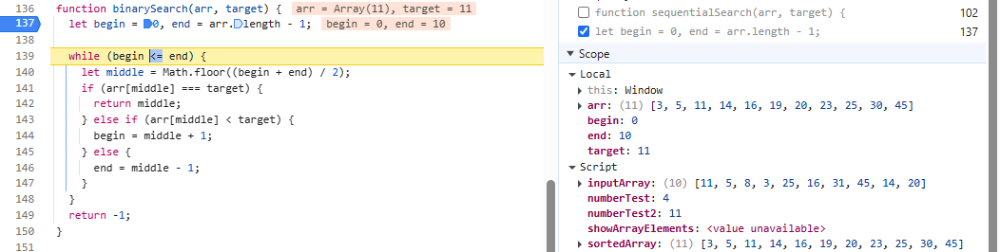 136 function binarySearch(arr, target) { arr = Array(11), target = 11
137 let begin = 0, end = arr.length - 1; begin = 0, end = 10
138
139 while (begin <= end) {
140 let middle = Math.floor((begin + end) / 2);
141 if (arr[middle] === target) {
142 return middle;
143 } else if (arr[middle] < target) {
144 begin = middle + 1;
145 } else {
146 end = middle - 1;
147 }
148 }
149 return -1;
150 }
151
function sequentialSearch(arr, target) { 102
let begin = 0, end = arr.length - 1; 137
Scope
Local
this: Window
arr: (11) [3, 5, 11, 14, 16, 19, 20, 23, 25, 30, 45]
begin: 0
end: 10
target: 11
Script
inputArray: (10) [11, 5, 8, 3, 25, 16, 31, 45, 14, 20]
numberTest: 4
numberTest2: 11
showArrayElements: <value unavailable>
sortedArray: (11) [3, 5, 11, 14, 16, 19, 20, 23, 25, 30, 45]